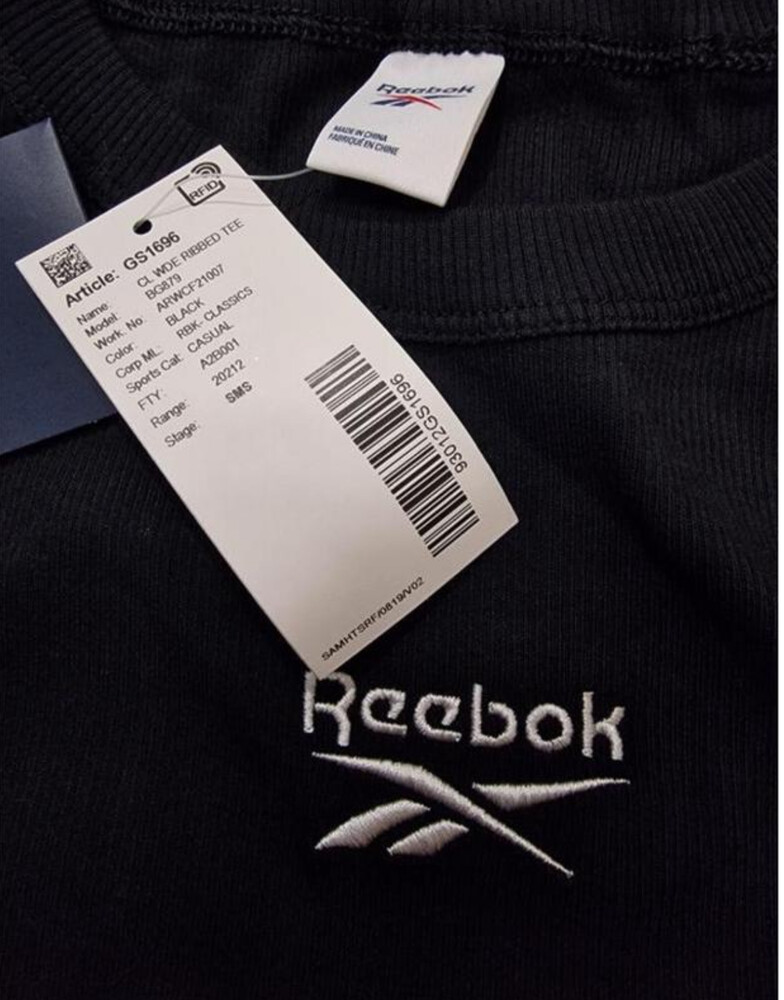 Reebok
MADE IN CHINA
FABRIQUÉ EN CHINE
RFID
Article: GS1696
Name: CL WDE RIBBED TEE
Model: BG879
Work. No: ARWCF21007
Color: BLACK
Corp ML: RBK- CLASSICS
Sports Cat: CASUAL
FTY: A2B001
Range: 20212
Stage: SMS
93012GS1696
SAMHTSRF/0819/V02
Reebok